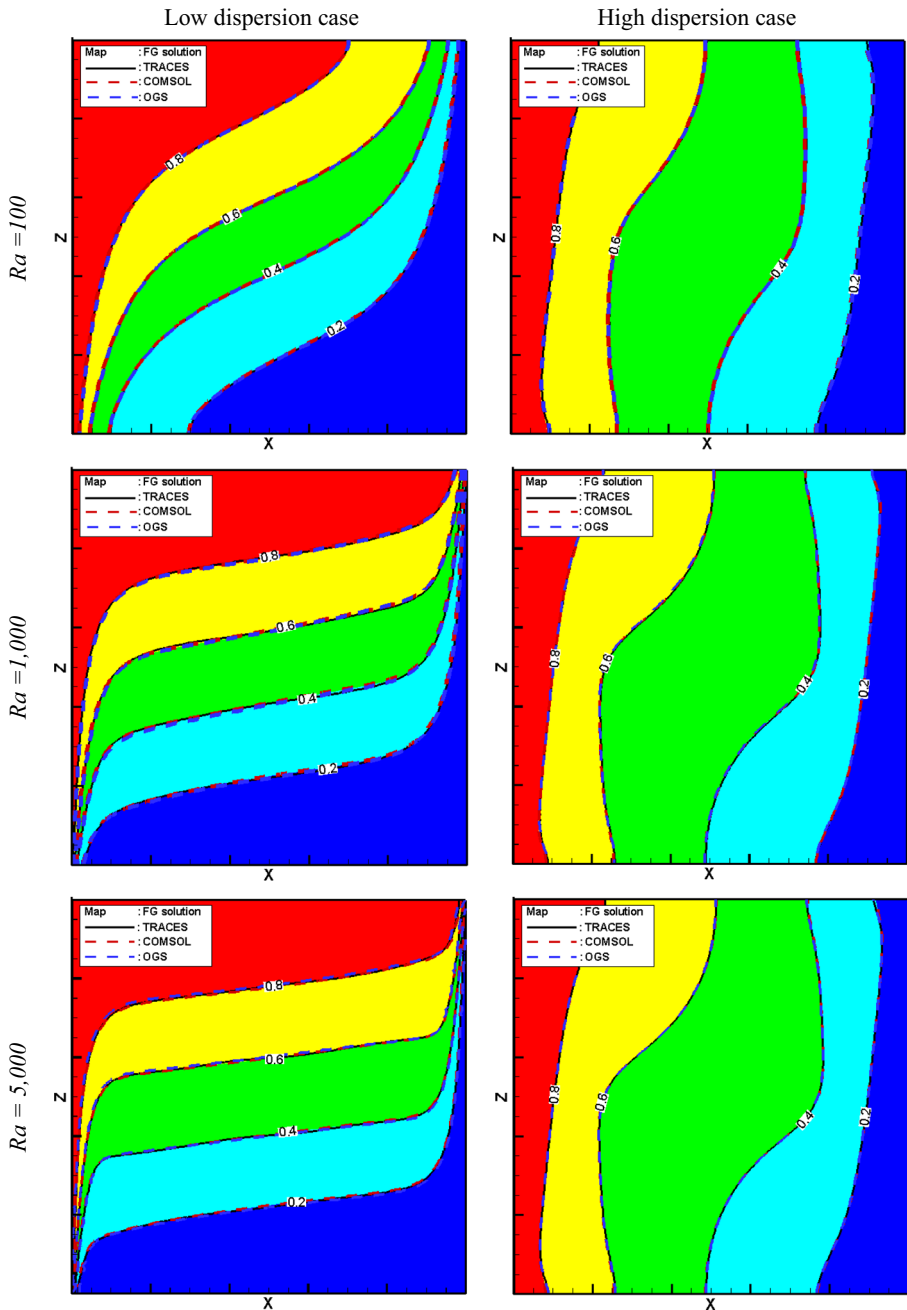 Low dispersion case
High dispersion case
Ra = 100
Map : FG solution
: TRACES
: COMSOL
: OGS
0.8
0.6
0.4
0.2
Z
X
Map : FG solution
: TRACES
: COMSOL
: OGS
0.8
0.6
0.4
0.2
Z
X
Ra = 1,000
Map : FG solution
: TRACES
: COMSOL
: OGS
0.8
0.6
0.4
0.2
Z
X
Map : FG solution
: TRACES
: COMSOL
: OGS
0.8
0.6
0.4
0.2
Z
X
Ra = 5,000
Map : FG solution
: TRACES
: COMSOL
: OGS
0.8
0.6
0.4
0.2
Z
X
Map : FG solution
: TRACES
: COMSOL
: OGS
0.8
0.6
0.4
0.2
Z
X